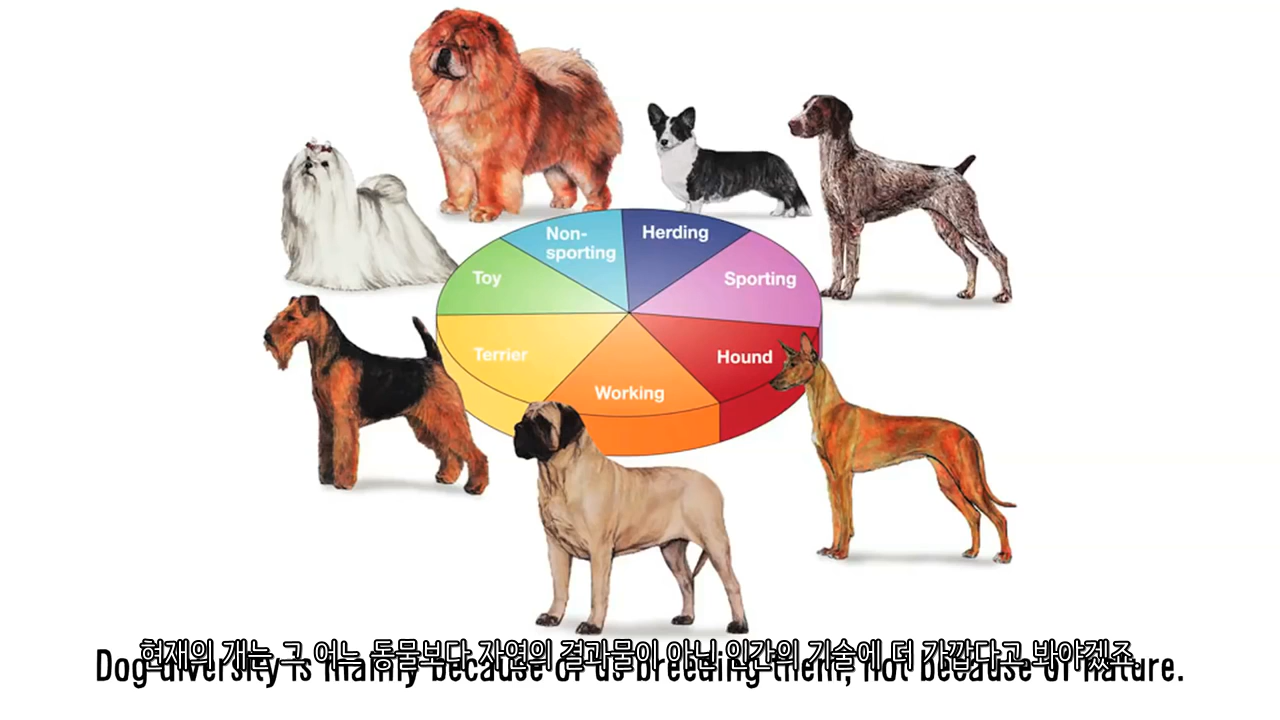 Non-
sporting
Herding
Toy
Sporting
Terrier
Hound
Working
현재의 개는 그 어느 동물보다 자연의 결과물이 아닌 인간의 기술에 더 가깝다고 봐야겠죠.
Dog diversity is mainly because of us breeding them, not because of nature.